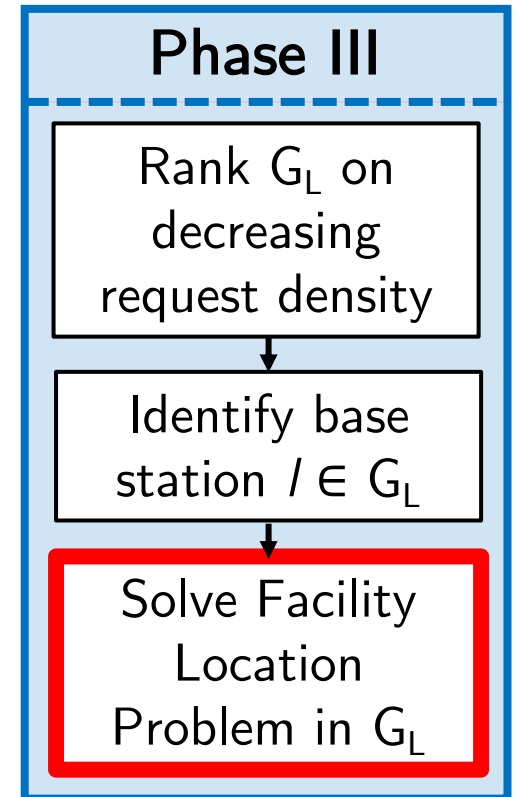 Phase III
Rank G_L on
decreasing
request density
Identify base
station l ∈ G_L
Solve Facility
Location
Problem in G_L